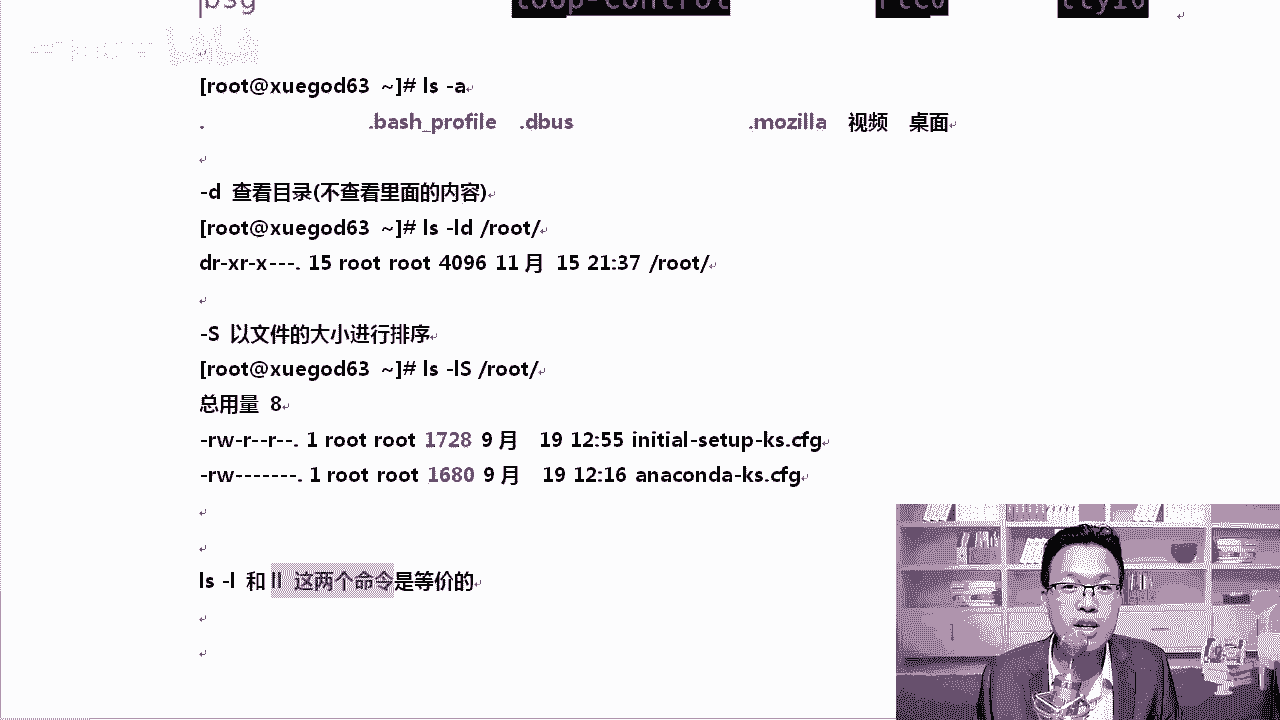 bsg loop-control rtc0 tty10
[root@xuegod63 ~]# ls -a
. .bash_profile .dbus .mozilla 视频 桌面
-d 查看目录(不查看里面的内容)
[root@xuegod63 ~]# ls -ld /root/
dr-xr-x---. 15 root root 4096 11 月 15 21:37 /root/
-S 以文件的大小进行排序
[root@xuegod63 ~]# ls -lS /root/
总用量 8
-rw-r--r--. 1 root root 1728 9 月 19 12:55 initial-setup-ks.cfg
-rw-------. 1 root root 1680 9 月 19 12:16 anaconda-ks.cfg
ls -l 和 ll 这两个命令是等价的